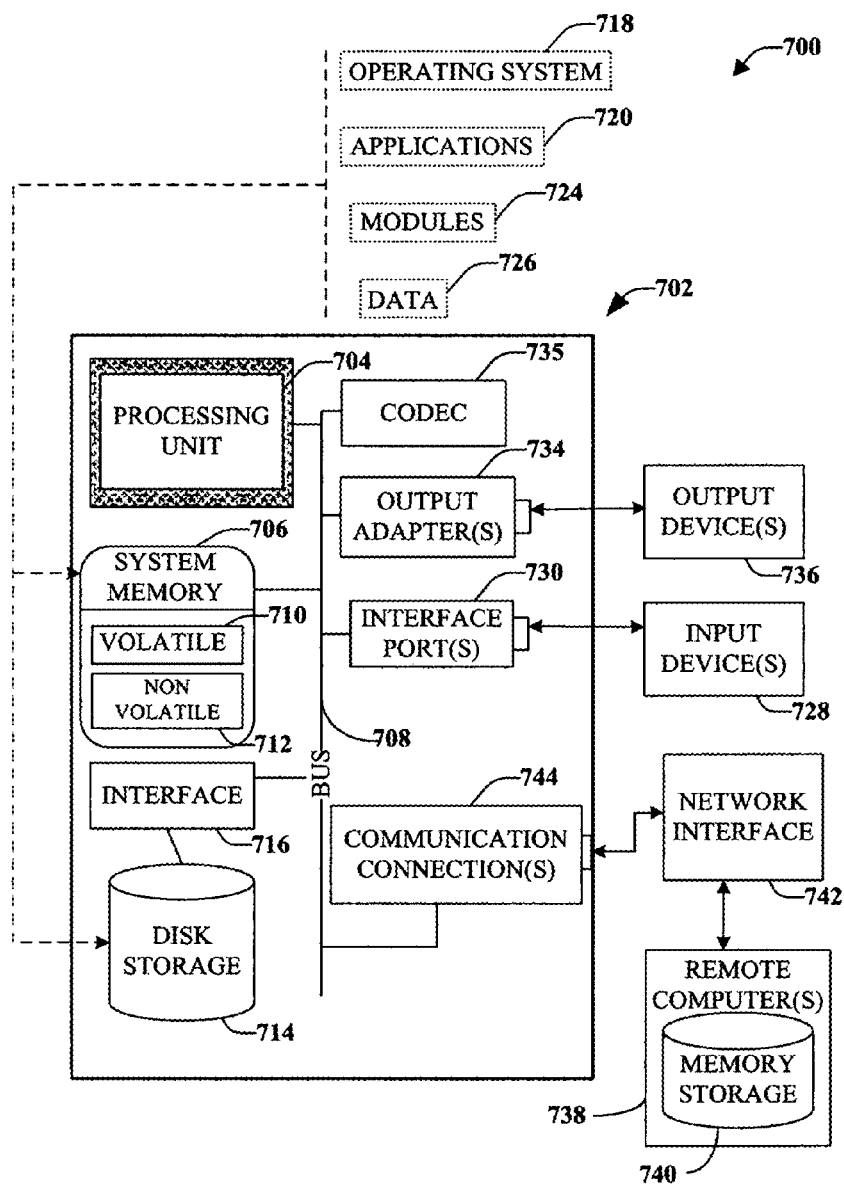 718
700
OPERATING SYSTEM
720
APPLICATIONS
724
MODULES
726
DATA
702
704
PROCESSING
UNIT
735
CODEC
734
OUTPUT
ADAPTER(S)
OUTPUT
DEVICE(S)
736
706
SYSTEM
MEMORY
710
VOLATILE
NON
VOLATILE
712
730
INTERFACE
PORT(S)
INPUT
DEVICE(S)
728
708
BUS
INTERFACE
716
744
COMMUNICATION
CONNECTION(S)
NETWORK
INTERFACE
742
DISK
STORAGE
714
REMOTE
COMPUTER(S)
MEMORY
STORAGE
738
740